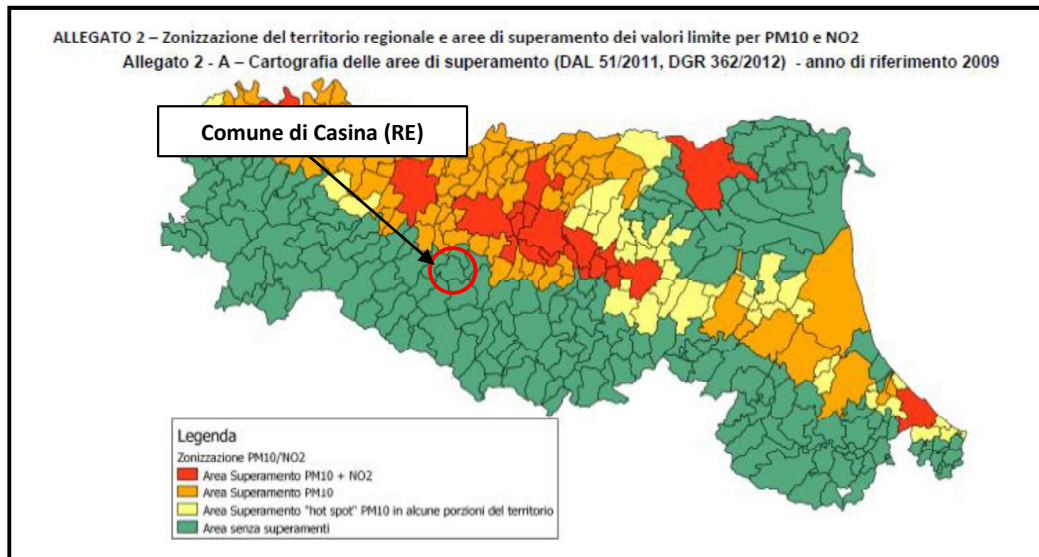 ALLEGATO 2 – Zonizzazione del territorio regionale e aree di superamento dei valori limite per PM10 e NO2
Allegato 2 - A – Cartografia delle aree di superamento (DAL 51/2011, DGR 362/2012) - anno di riferimento 2009
Comune di Casina (RE)
Legenda
Zonizzazione PM10/NO2
Area Superamento PM10 + NO2
Area Superamento PM10
Area Superamento "hot spot" PM10 in alcune porzioni del territorio
Area senza superamenti